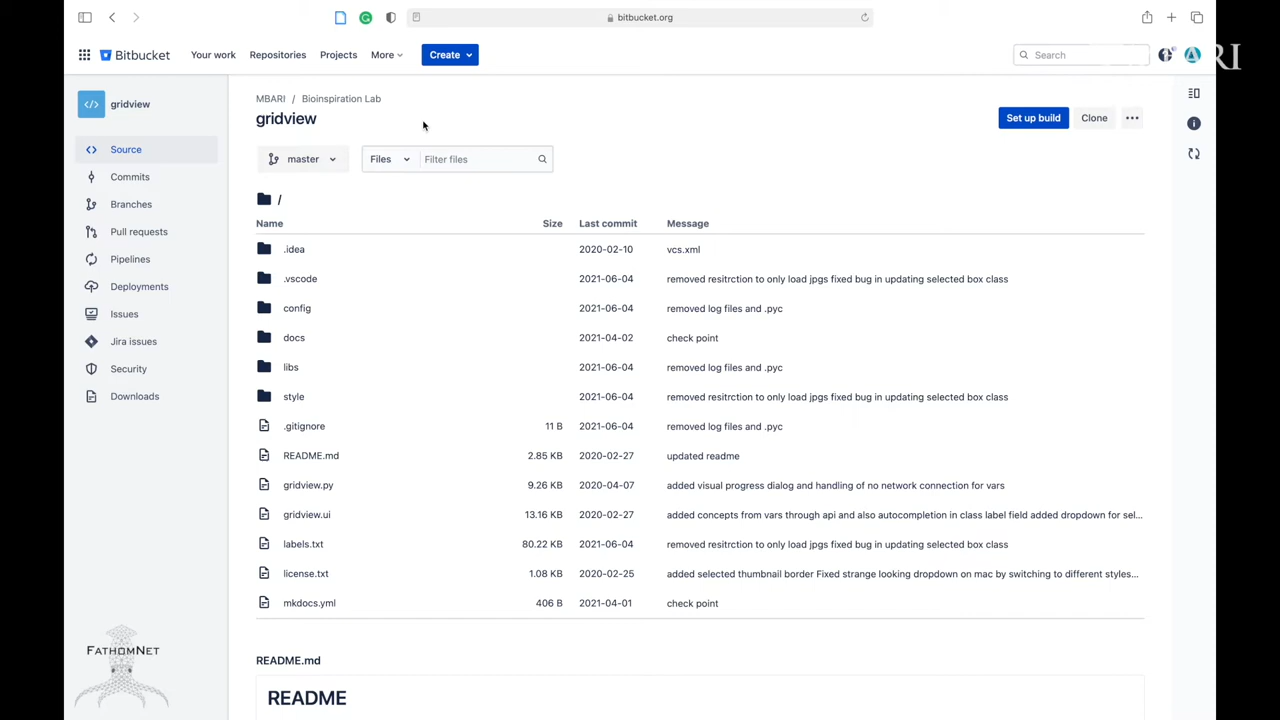 bitbucket.org
Bitbucket Your work Repositories Projects More Create Search RI
gridview
Source
Commits
Branches
Pull requests
Pipelines
Deployments
Issues
Jira issues
Security
Downloads
FATHOMNET
MBARI / Bioinspiration Lab
gridview
Set up build Clone
master Files Filter files
/
Name Size Last commit Message
.idea 2020-02-10 vcs.xml
.vscode 2021-06-04 removed resitrction to only load jpgs fixed bug in updating selected box class
config 2021-06-04 removed log files and .pyc
docs 2021-04-02 check point
libs 2021-06-04 removed log files and .pyc
style 2021-06-04 removed resitrction to only load jpgs fixed bug in updating selected box class
.gitignore 11 B 2021-06-04 removed log files and .pyc
README.md 2.85 KB 2020-02-27 updated readme
gridview.py 9.26 KB 2020-04-07 added visual progress dialog and handling of no network connection for vars
gridview.ui 13.16 KB 2020-02-27 added concepts from vars through api and also autocompletion in class label field added dropdown for sel...
labels.txt 80.22 KB 2021-06-04 removed resitrction to only load jpgs fixed bug in updating selected box class
license.txt 1.08 KB 2020-02-25 added selected thumbnail border Fixed strange looking dropdown on mac by switching to different styles...
mkdocs.yml 406 B 2021-04-01 check point
README.md
README